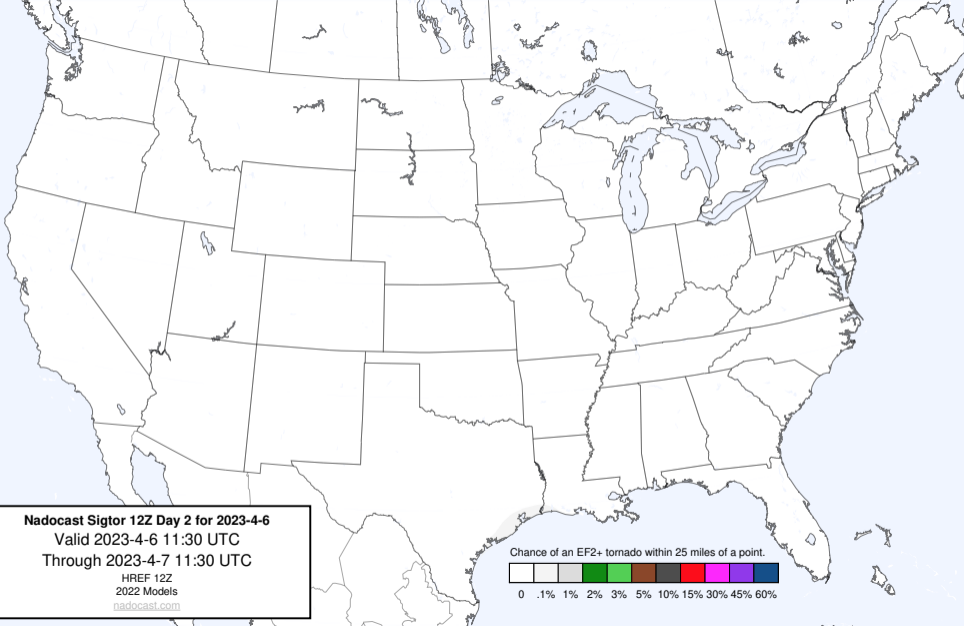 Nadocast Sigtor 12Z Day 2 for 2023-4-6
Valid 2023-4-6 11:30 UTC
Through 2023-4-7 11:30 UTC
HREF 12Z
2022 Models
nadocast.com
Chance of an EF2+ tornado within 25 miles of a point.
0 .1% 1% 2% 3% 5% 10% 15% 30% 45% 60%